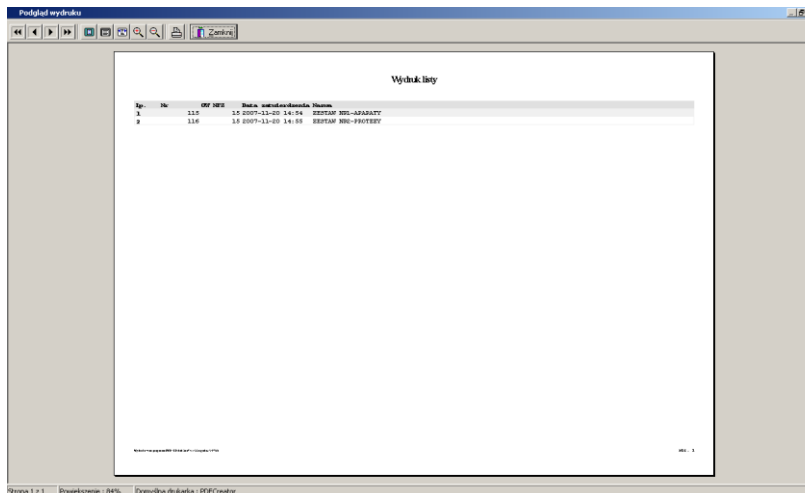 Podgląd wydruku
Zamknij
Wydruk listy
Lp. Nr OW NFZ Data zatwierdzenia Nazwa
1 115 15 2007-11-20 14:54 ZESTAW NR1-APARATY
2 116 15 2007-11-20 14:55 ZESTAW NR2-PROTEZY
Strona 1 z 1 Powiększenie : 84% Domyślna drukarka : PDFCreator